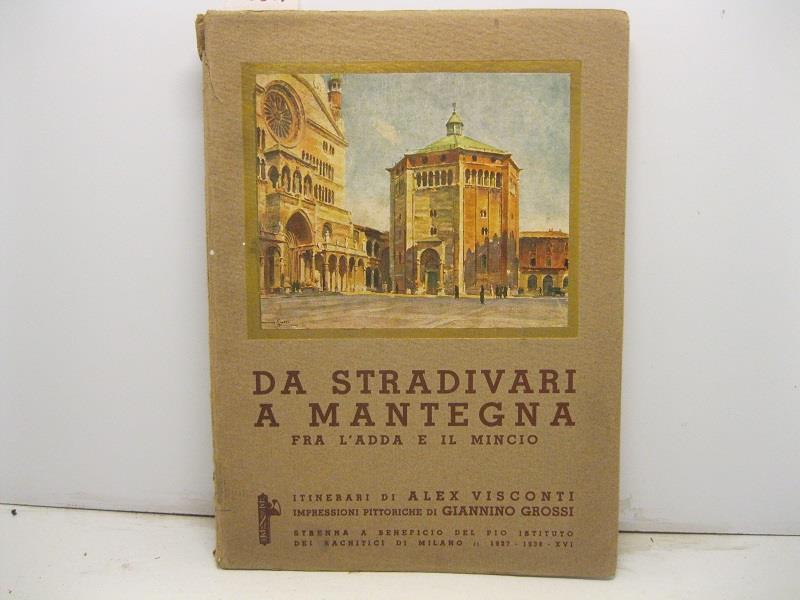 DA STRADIVARI
A MANTEGNA
FRA L'ADDA E IL MINCIO
ITINERARI DI ALEX VISCONTI
IMPRESSIONI PITTORICHE DI GIANNINO GROSSI
STRENNA A BENEFICIO DEL PIO ISTITUTO
DEI RACHITICI DI MILANO :: 1937 - 1938 - XVI